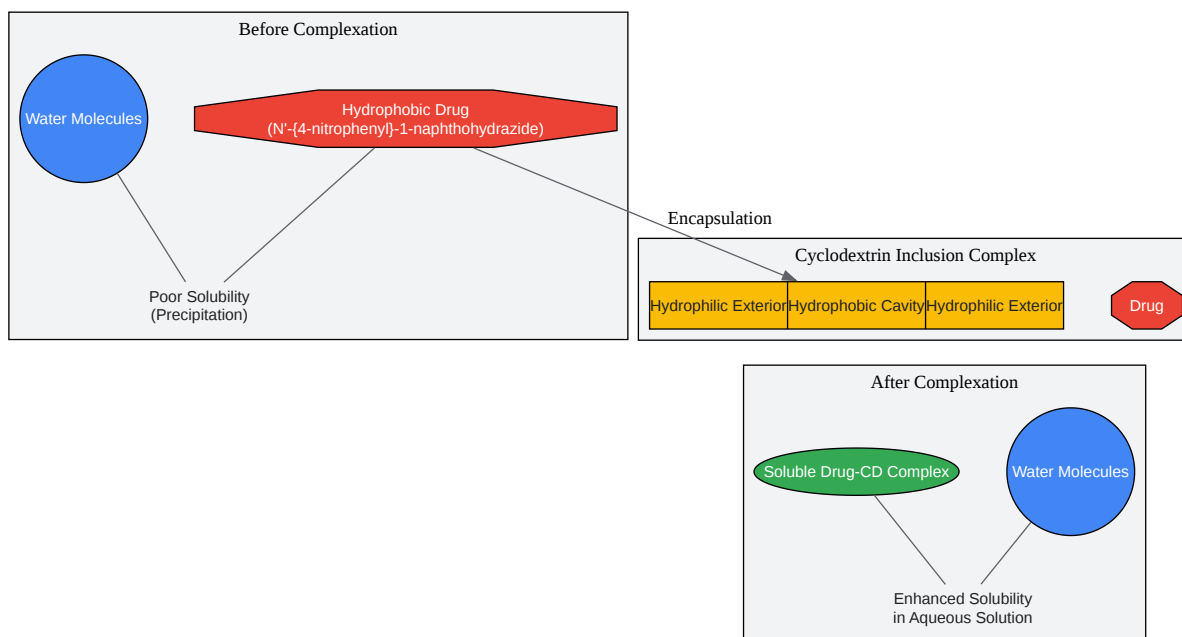 Before Complexation
Water Molecules
Hydrophobic Drug
(N'-{4-nitrophenyl}-1-naphthohydrazide)
Poor Solubility
(Precipitation)
Encapsulation
Cyclodextrin Inclusion Complex
Hydrophilic Exterior
Hydrophobic Cavity
Hydrophilic Exterior
Drug
After Complexation
Soluble Drug-CD Complex
Water Molecules
Enhanced Solubility
in Aqueous Solution